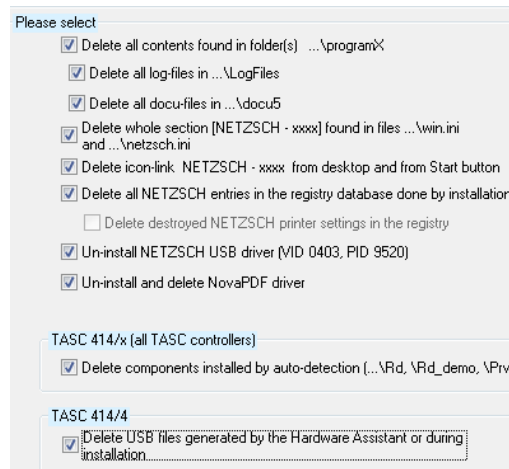 Please select
Delete all contents found in folder(s) ...\programX
Delete all log-files in ...\LogFiles
Delete all docu-files in ...\docu5
Delete whole section [NETZSCH - xxxx] found in files ...\win.ini
and ...\netzsch.ini
Delete icon-link NETZSCH - xxxx from desktop and from Start button
Delete all NETZSCH entries in the registry database done by installation
Delete destroyed NETZSCH printer settings in the registry
Un-install NETZSCH USB driver (VID 0403, PID 9520)
Un-install and delete NovaPDF driver
TASC 414/x (all TASC controllers)
Delete components installed by auto-detection (...\Rd, \Rd_demo, \Prv
TASC 414/4
Delete USB files generated by the Hardware Assistant or during
installation